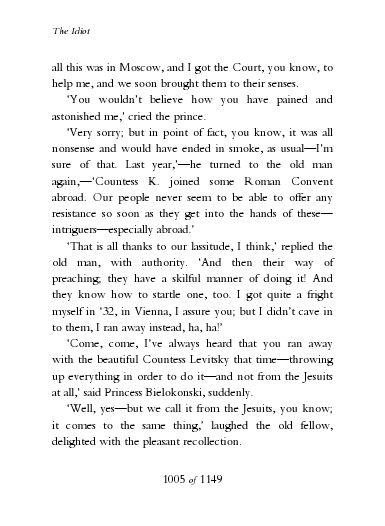 The Idiot
all this was in Moscow, and I got the Court, you know, to
help me, and we soon brought them to their senses.
‘You wouldn’t believe how you have pained and
astonished me,’ cried the prince.
‘Very sorry; but in point of fact, you know, it was all
nonsense and would have ended in smoke, as usual—I’m
sure of that. Last year,’—he turned to the old man
again,—‘Countess K. joined some Roman Convent
abroad. Our people never seem to be able to offer any
resistance so soon as they get into the hands of these—
intriguers—especially abroad.’
‘That is all thanks to our lassitude, I think,’ replied the
old man, with authority. ‘And then their way of
preaching; they have a skilful manner of doing it! And
they know how to startle one, too. I got quite a fright
myself in ‘32, in Vienna, I assure you; but I didn’t cave in
to them, I ran away instead, ha, ha!’
‘Come, come, I’ve always heard that you ran away
with the beautiful Countess Levitsky that time—throwing
up everything in order to do it—and not from the Jesuits
at all,’ said Princess Bielokonski, suddenly.
‘Well, yes—but we call it from the Jesuits, you know;
it comes to the same thing,’ laughed the old fellow,
delighted with the pleasant recollection.
1005 of 1149